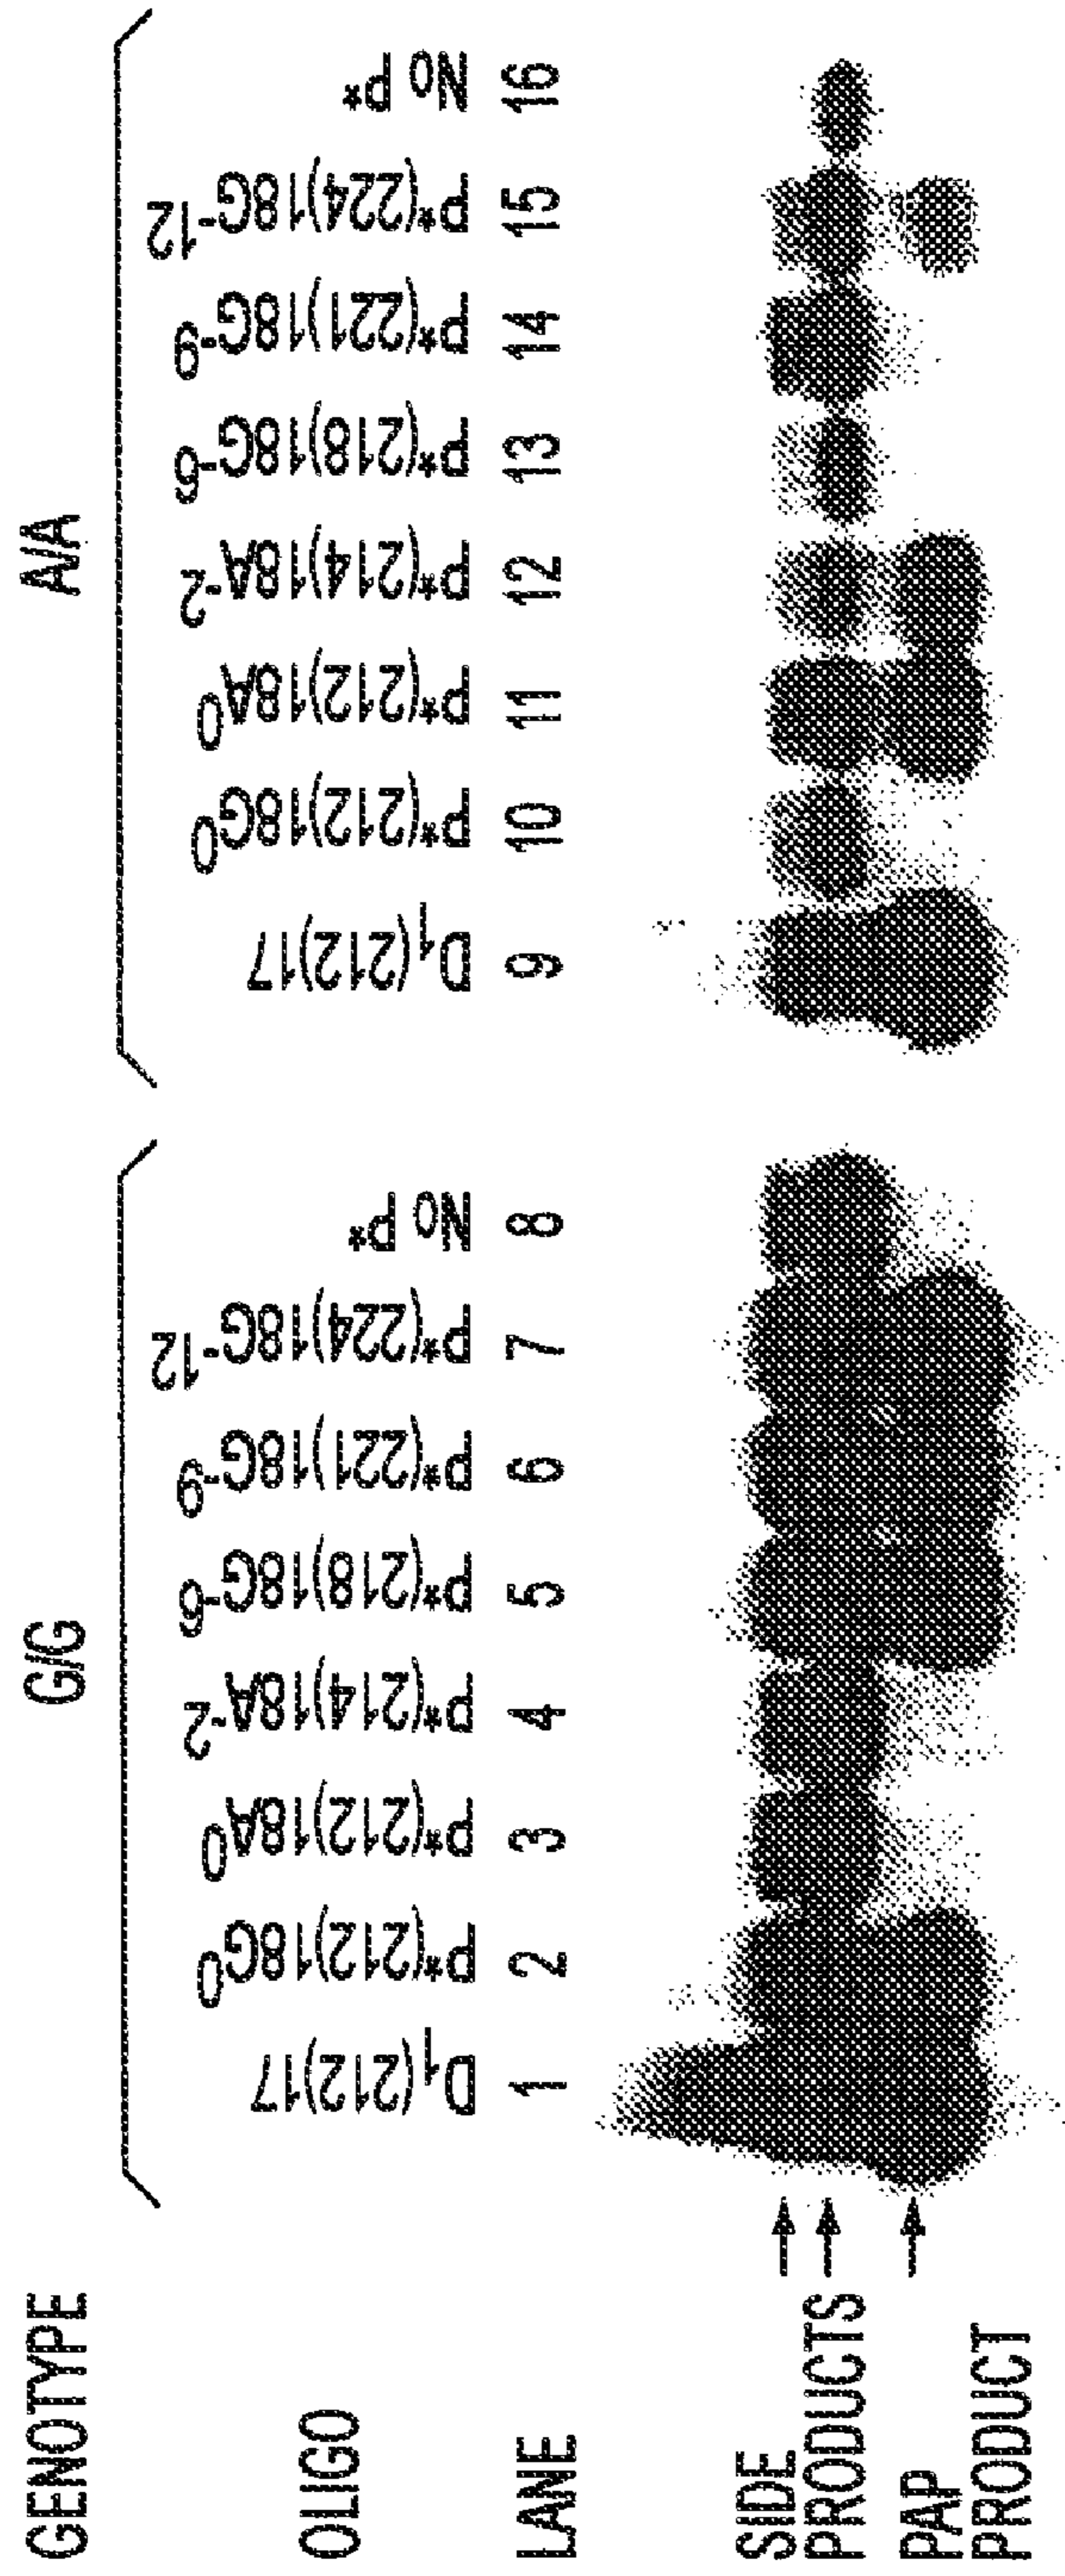 GENOTYPE G/G A/A
OLIGO D1(212)17 P*(212)18G0 P*(212)18A0 P*(214)18A-2 P*(218)18G-6 P*(221)18G-9 P*(224)18G-12 No P* D1(212)17 P*(212)18G0 P*(212)18A0 P*(214)18A-2 P*(218)18G-6 P*(221)18G-9 P*(224)18G-12 No P*
LANE 1 2 3 4 5 6 7 8 9 10 11 12 13 14 15 16
SIDE
PRODUCTS
PAP
PRODUCT